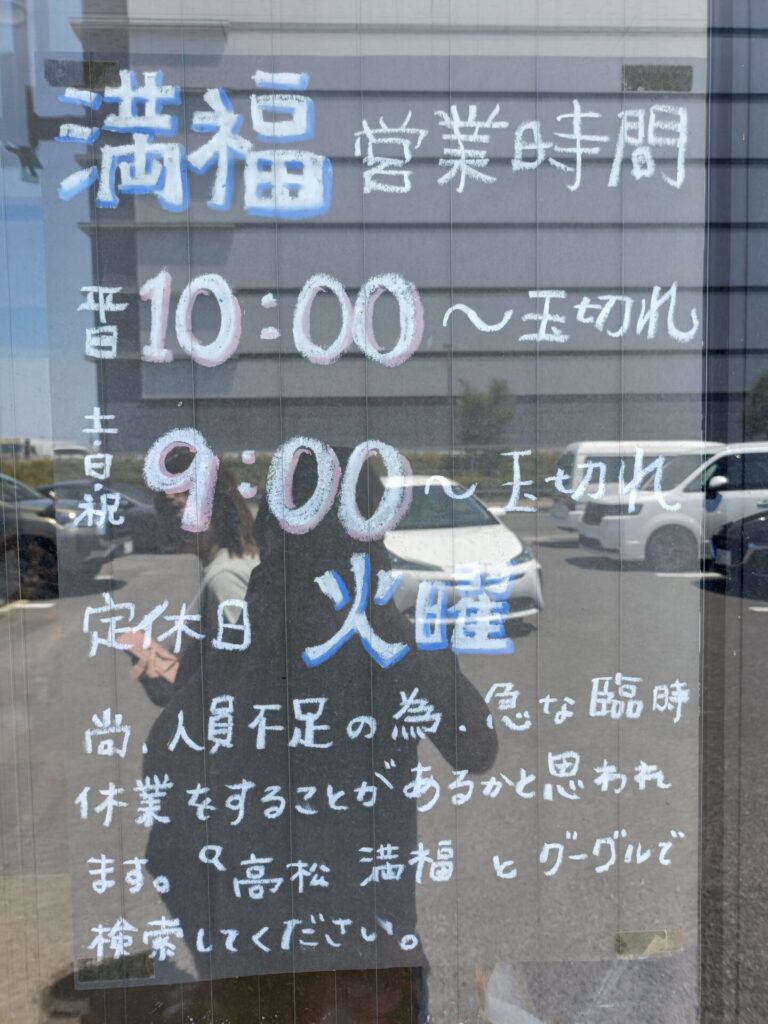 満福 営業時間
平日 10:00 〜 玉切れ
土・日・祝 9:00 〜 玉切れ
定休日 火曜
尚、人員不足の為、急な臨時
休業をすることがあるかと思われ
ます。"高松 満福 とグーグルで
検索してください。